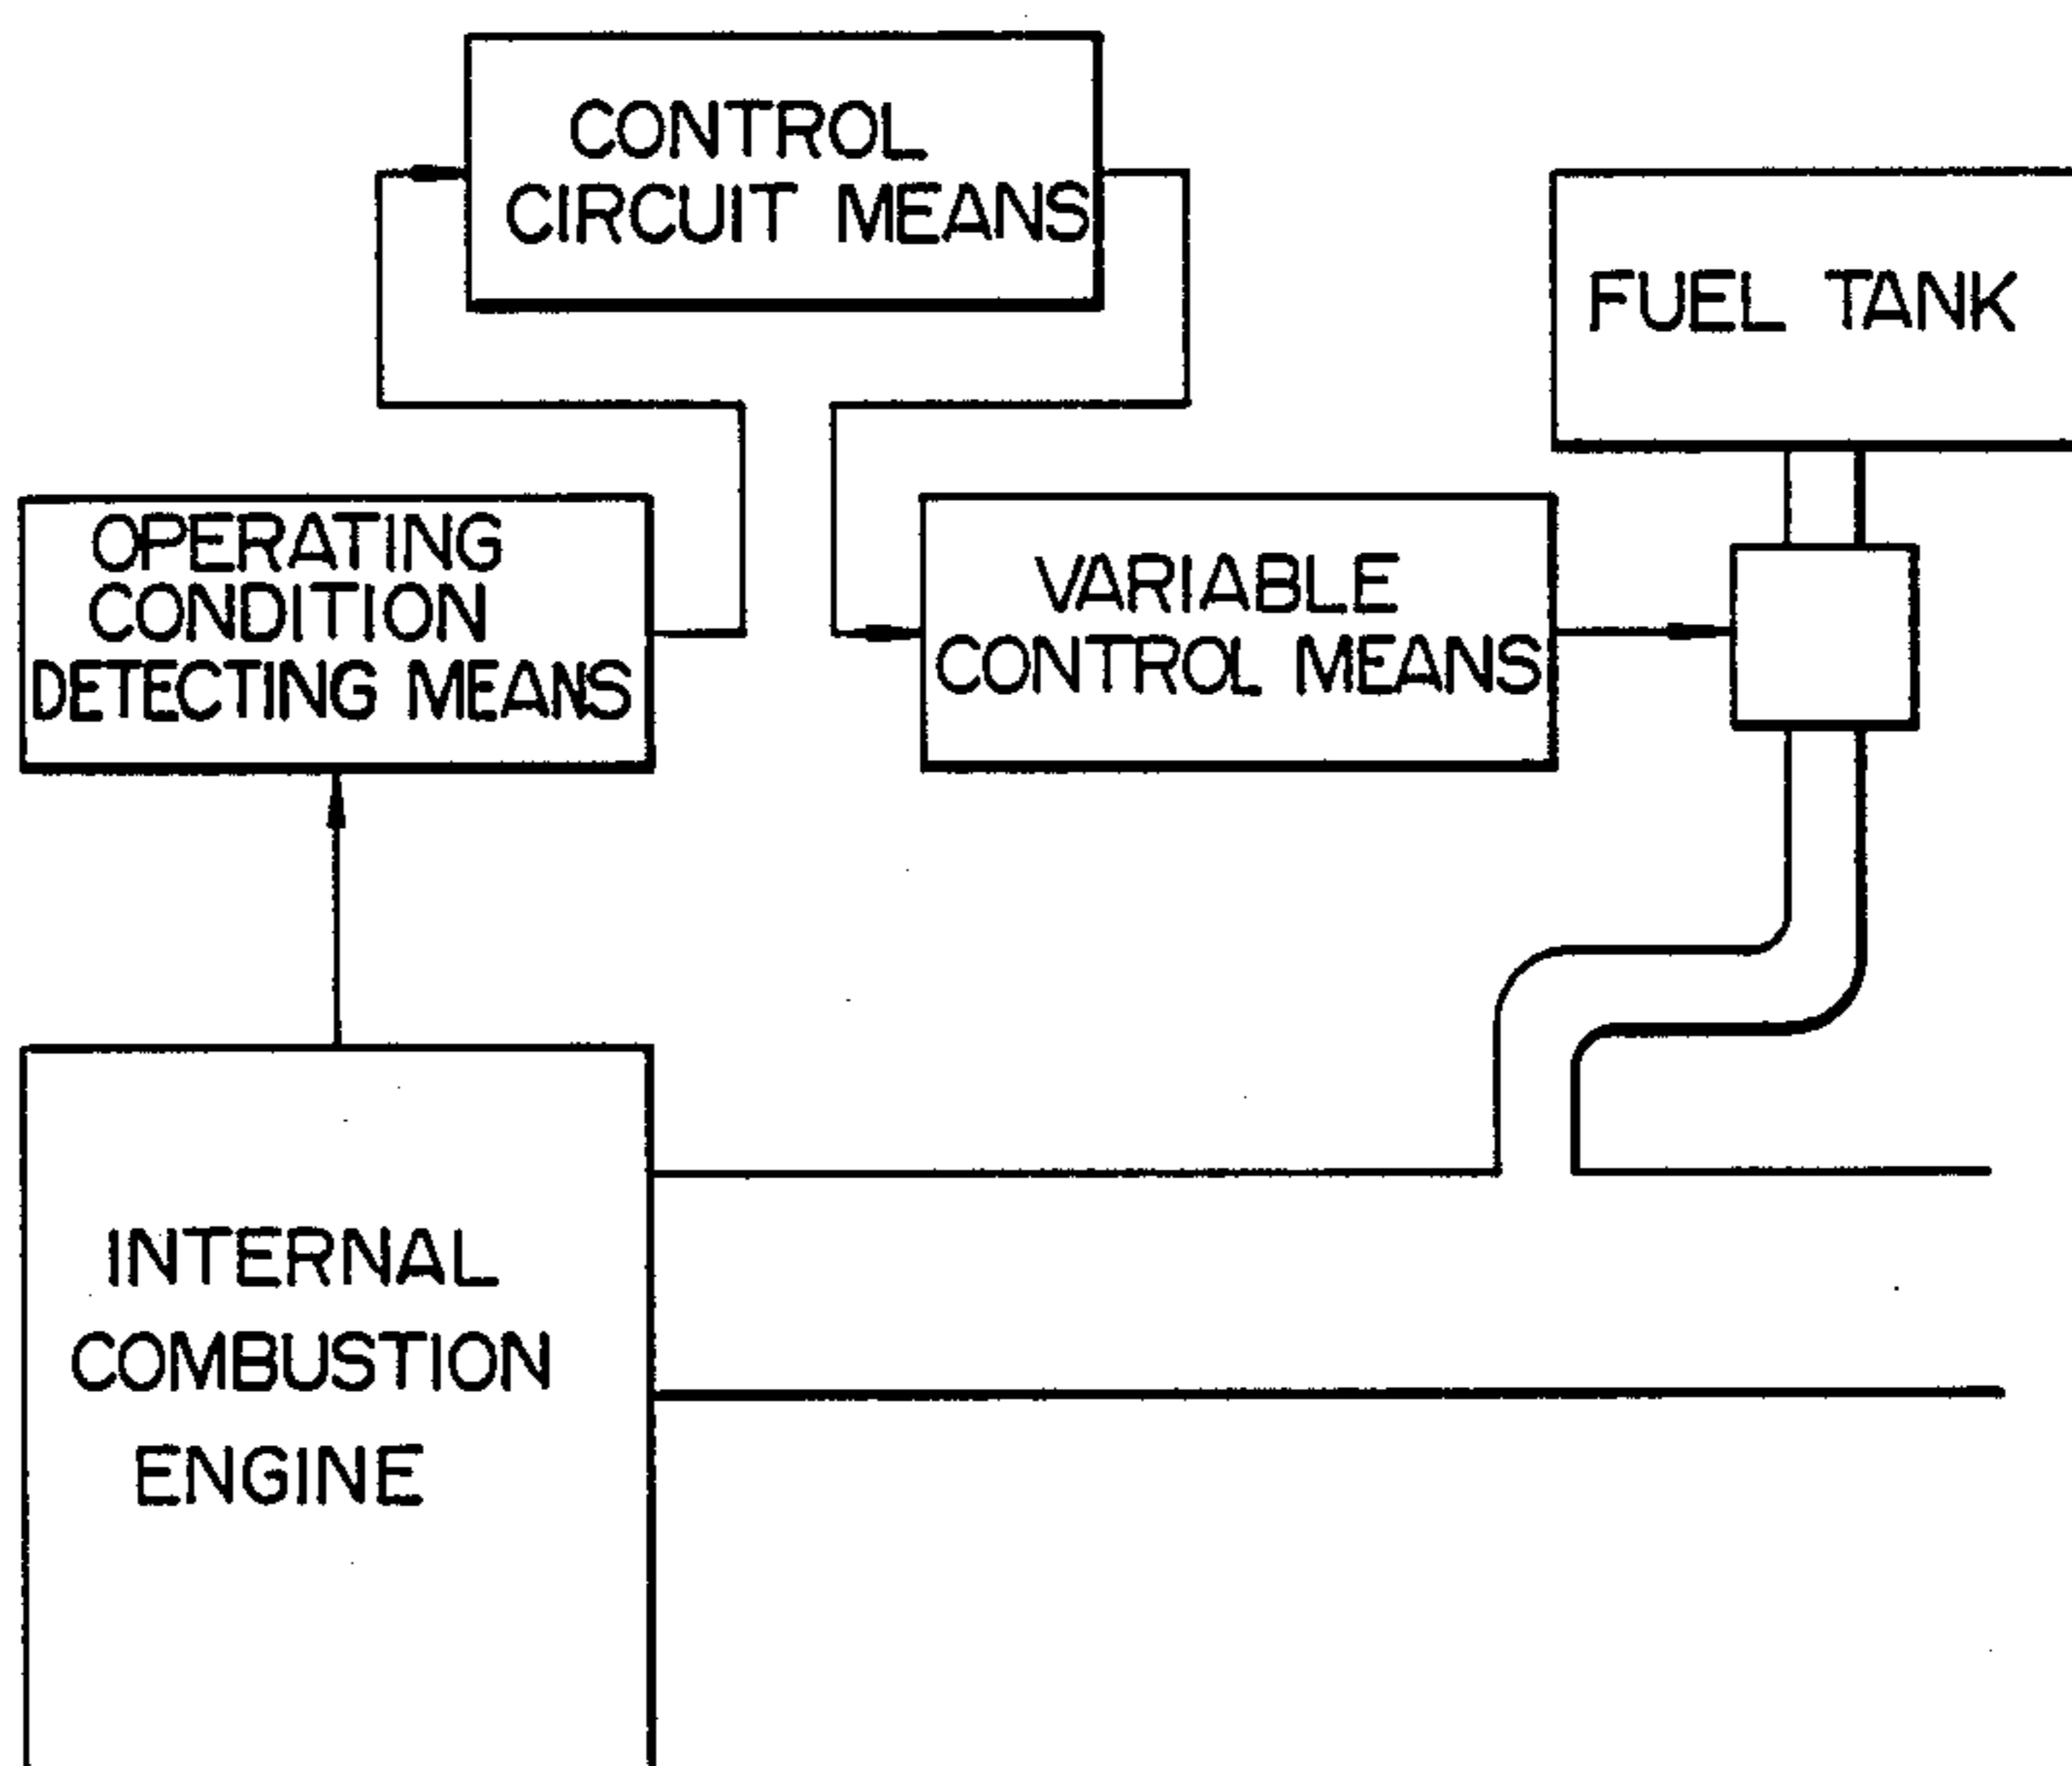 CONTROL
CIRCUIT MEANS
FUEL TANK
OPERATING
CONDITION
DETECTING MEANS
VARIABLE
CONTROL MEANS
INTERNAL
COMBUSTION
ENGINE